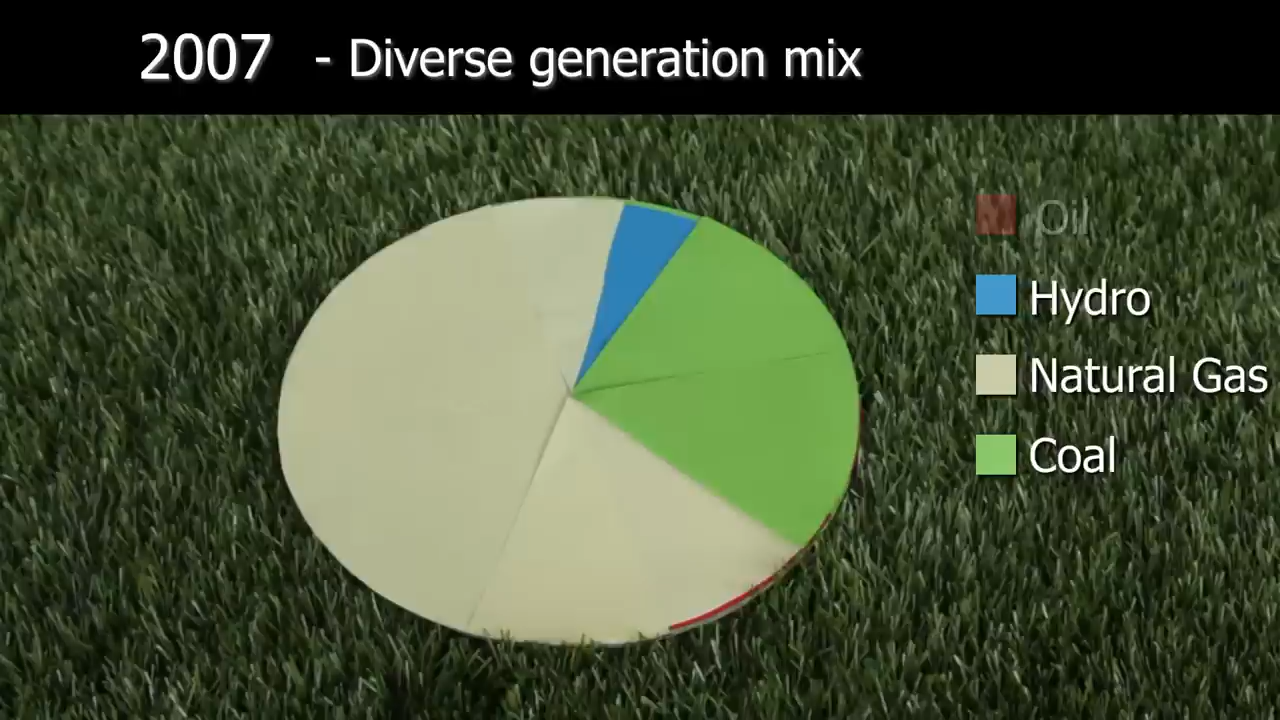 2007 - Diverse generation mix
Oil
Hydro
Natural Gas
Coal